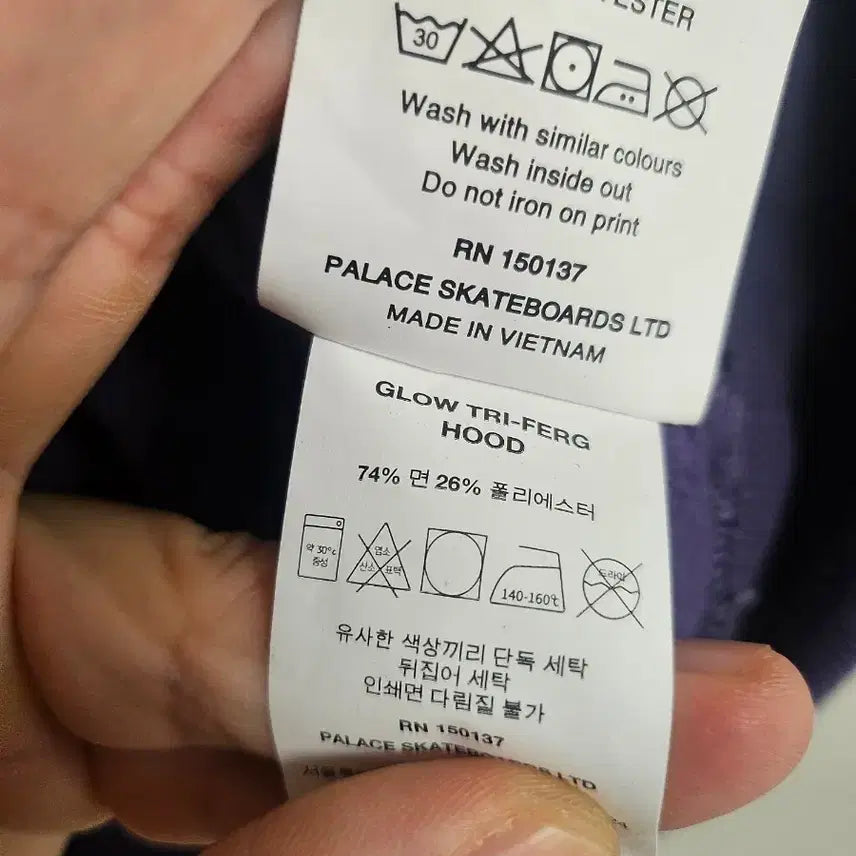 30
Wash with similar colours
Wash inside out
Do not iron on print
RN 150137
PALACE SKATEBOARDS LTD
MADE IN VIETNAM
GLOW TRI-FERG
HOOD
74% 면 26% 폴리에스터
약 30℃
중성
염소
산소 표백
140-160℃
드라이
유사한 색상끼리 단독 세탁
뒤집어 세탁
인쇄면 다림질 불가
RN 150137
PALACE SKATEBOARDS LTD